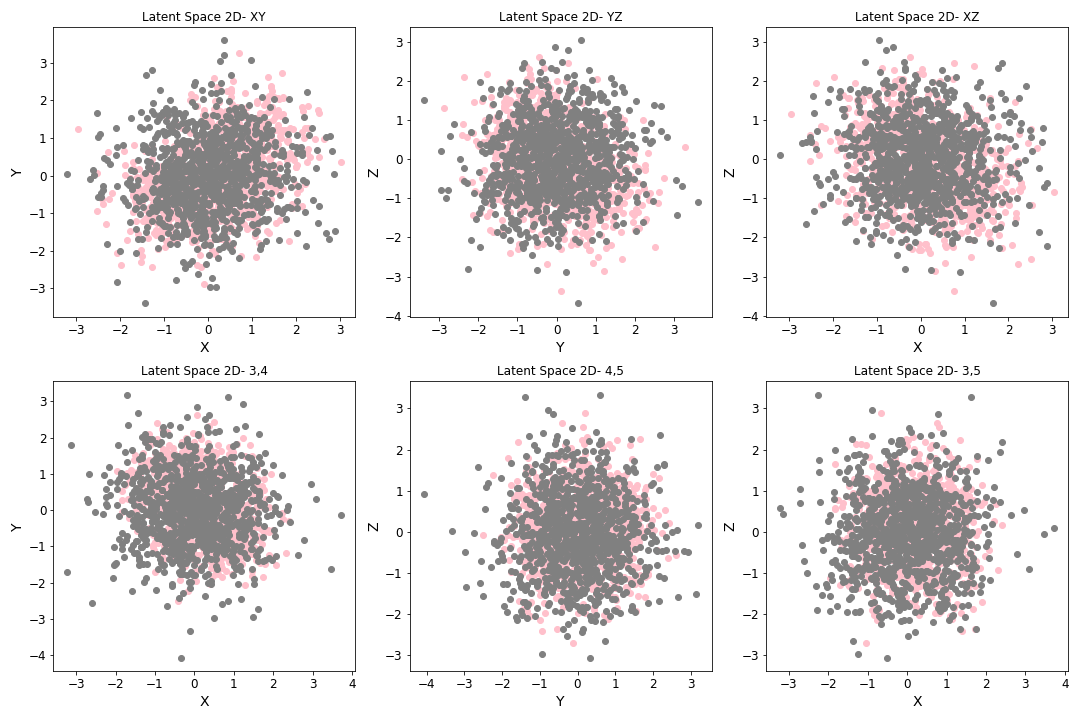 Latent Space 2D- XY
Y
3
2
1
0
−1
−2
−3
−3 −2 −1 0 1 2 3
X
Latent Space 2D- YZ
Z
3
2
1
0
−1
−2
−3
−4
−3 −2 −1 0 1 2 3
Y
Latent Space 2D- XZ
Z
3
2
1
0
−1
−2
−3
−4
−3 −2 −1 0 1 2 3
X
Latent Space 2D- 3,4
Y
3
2
1
0
−1
−2
−3
−4
−3 −2 −1 0 1 2 3 4
X
Latent Space 2D- 4,5
Z
3
2
1
0
−1
−2
−3
−4 −3 −2 −1 0 1 2 3
Y
Latent Space 2D- 3,5
Z
3
2
1
0
−1
−2
−3
−3 −2 −1 0 1 2 3 4
X